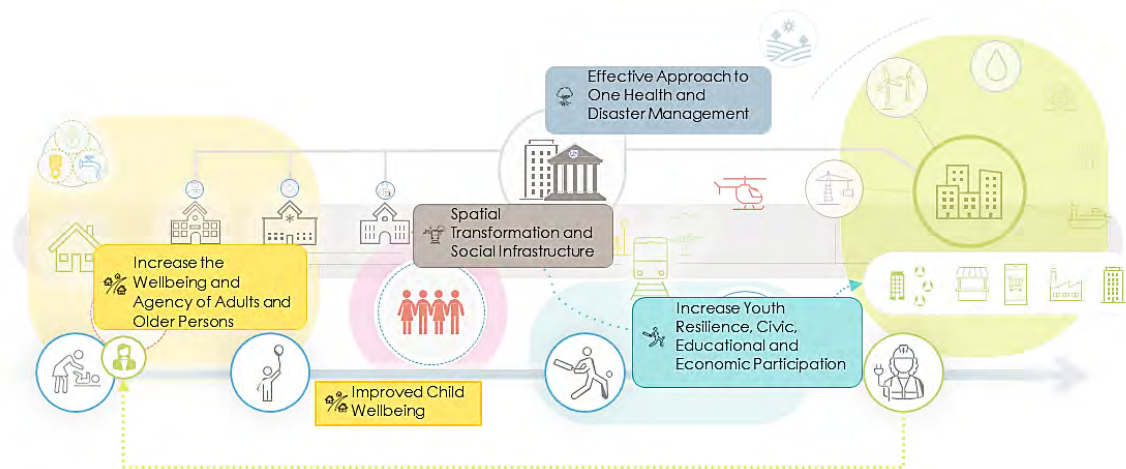 Effective Approach to
One Health and
Disaster Management
Spatial
Transformation and
Social Infrastructure
Increase the
Wellbeing and
Agency of Adults and
Older Persons
Increase Youth
Resilience, Civic,
Educational and
Economic Participation
Improved Child
Wellbeing